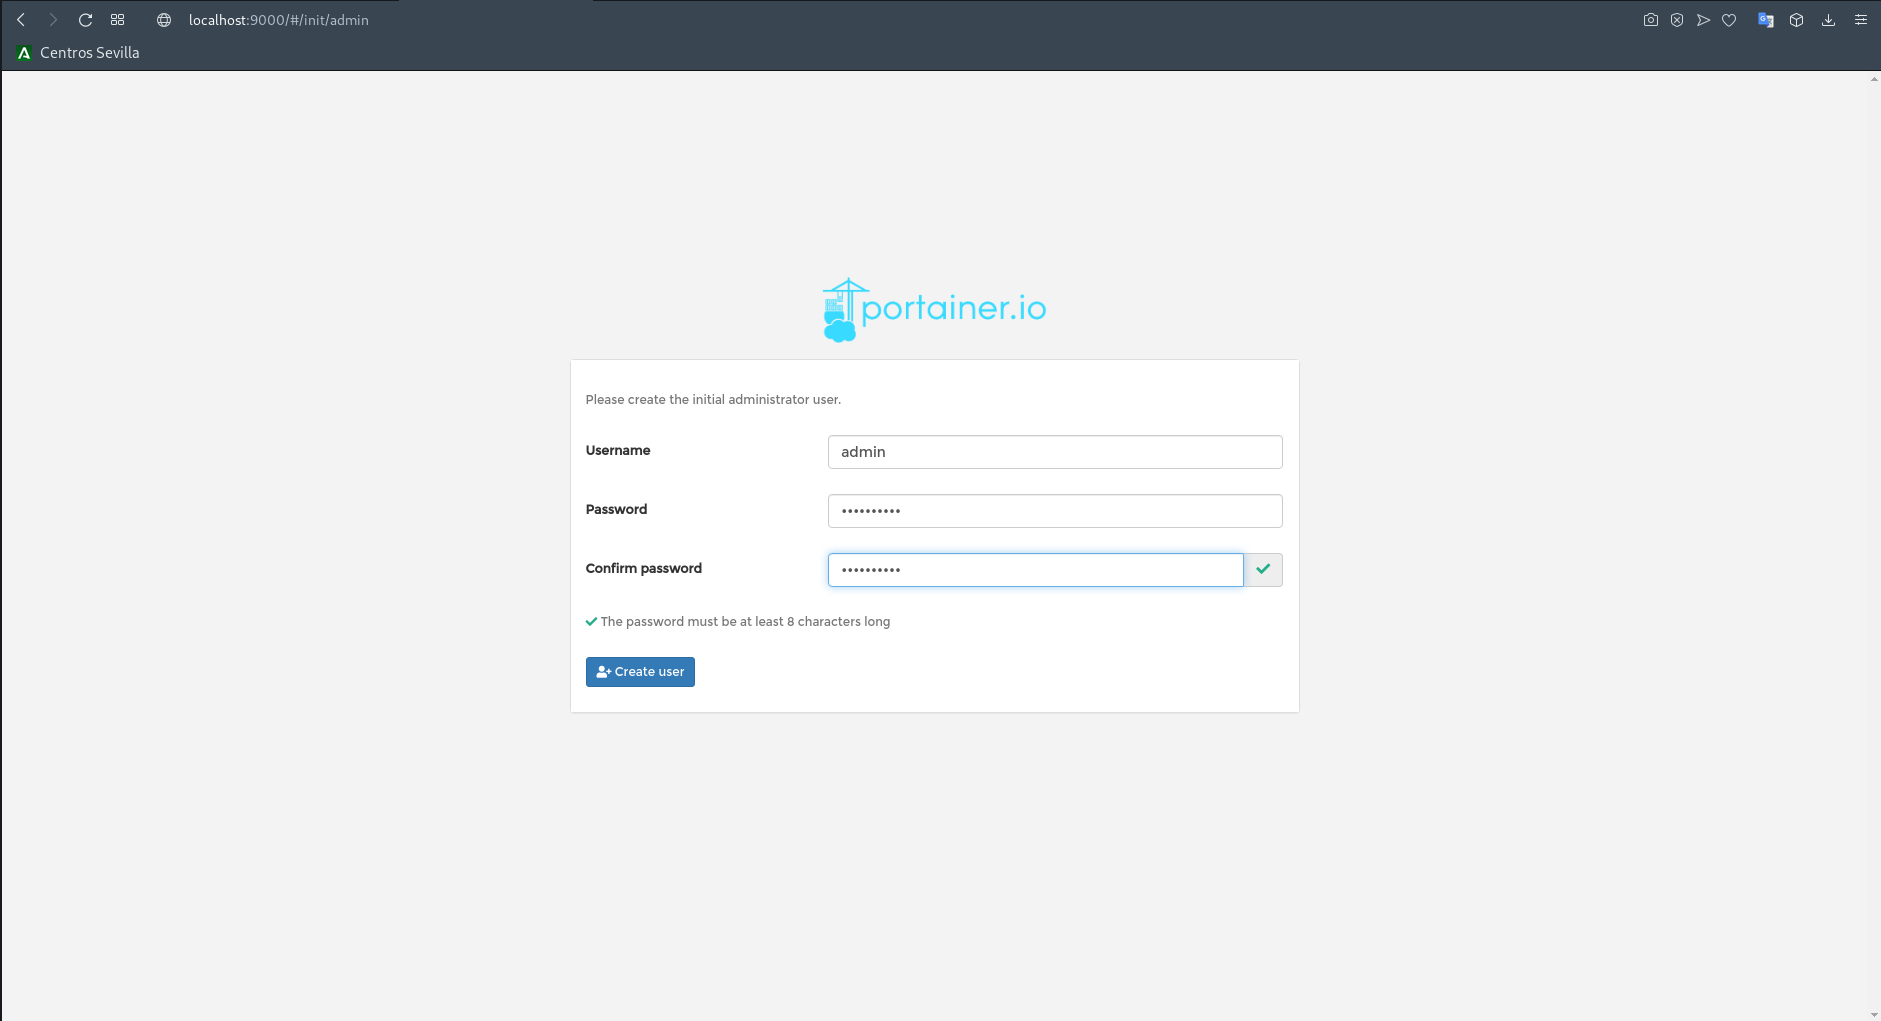 localhost:9000/#/init/admin
Centros Sevilla
portainer.io
Please create the initial administrator user.
Username
admin
Password
••••••••••
Confirm password
••••••••••
The password must be at least 8 characters long
Create user